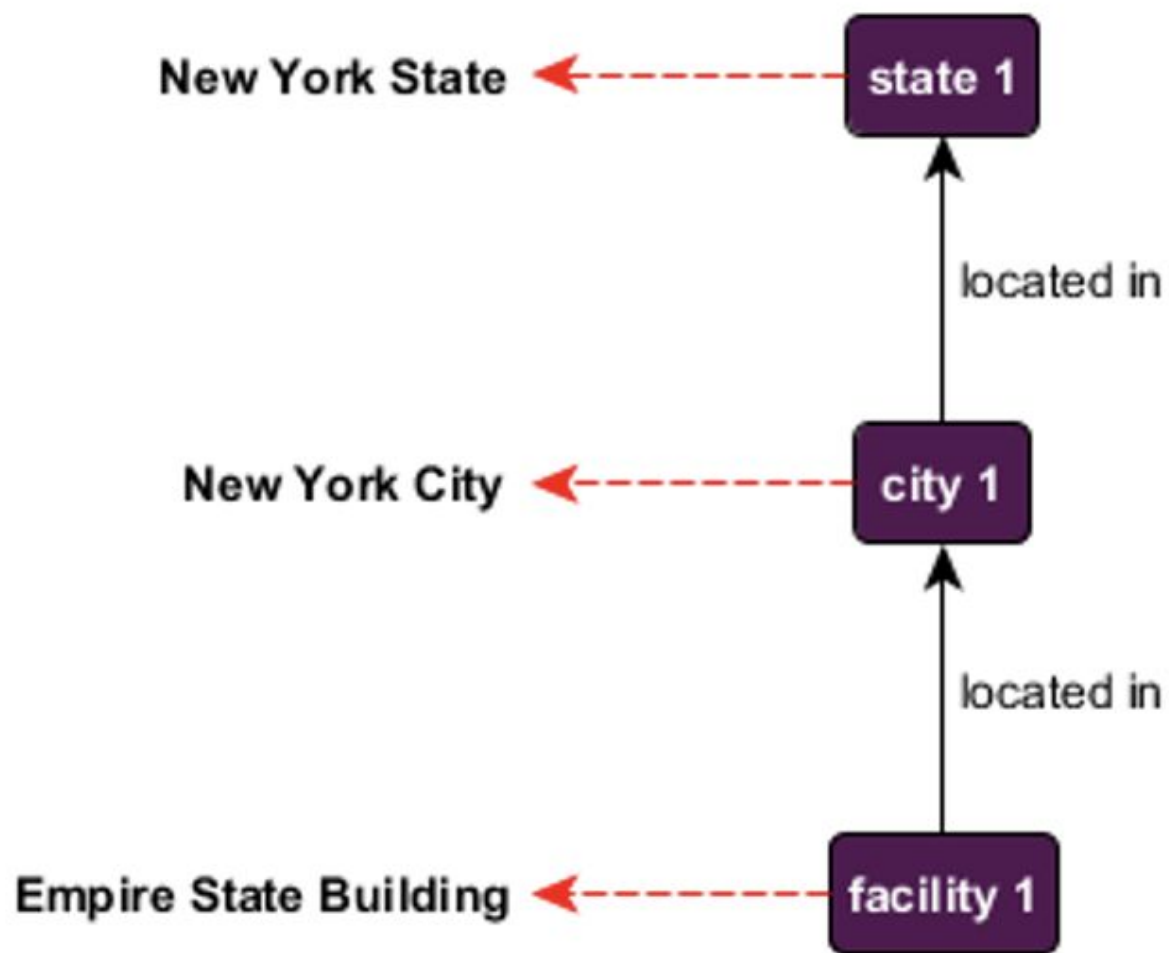 New York State
state 1
located in
New York City
city 1
located in
Empire State Building
facility 1